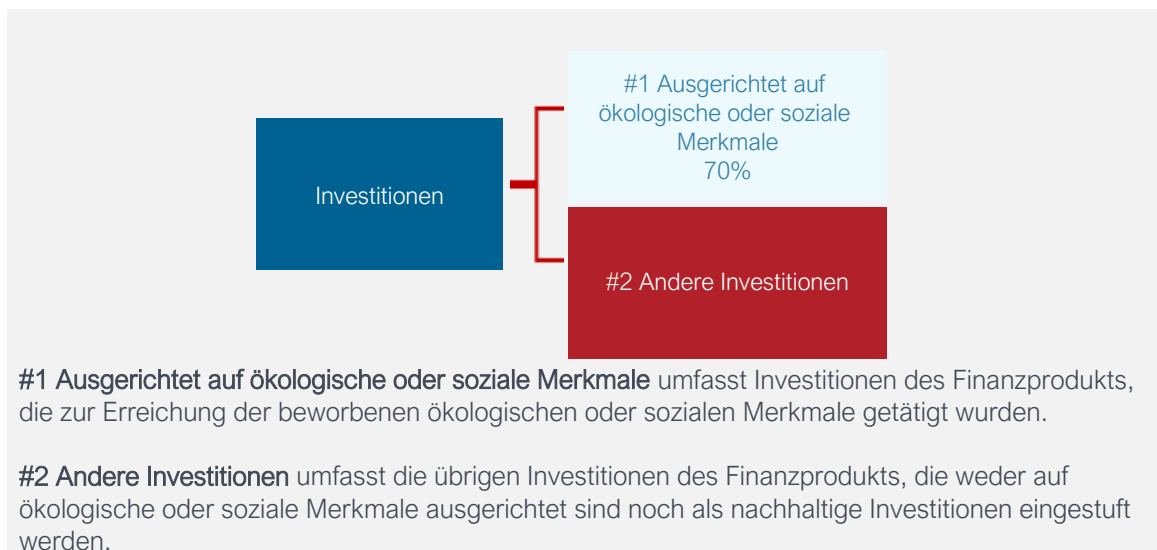 #1 Ausgerichtet auf
ökologische oder soziale
Merkmale
70%
Investitionen
#2 Andere Investitionen
#1 Ausgerichtet auf ökologische oder soziale Merkmale umfasst Investitionen des Finanzprodukts,
die zur Erreichung der beworbenen ökologischen oder sozialen Merkmale getätigt wurden.
#2 Andere Investitionen umfasst die übrigen Investitionen des Finanzprodukts, die weder auf
ökologische oder soziale Merkmale ausgerichtet sind noch als nachhaltige Investitionen eingestuft
werden.